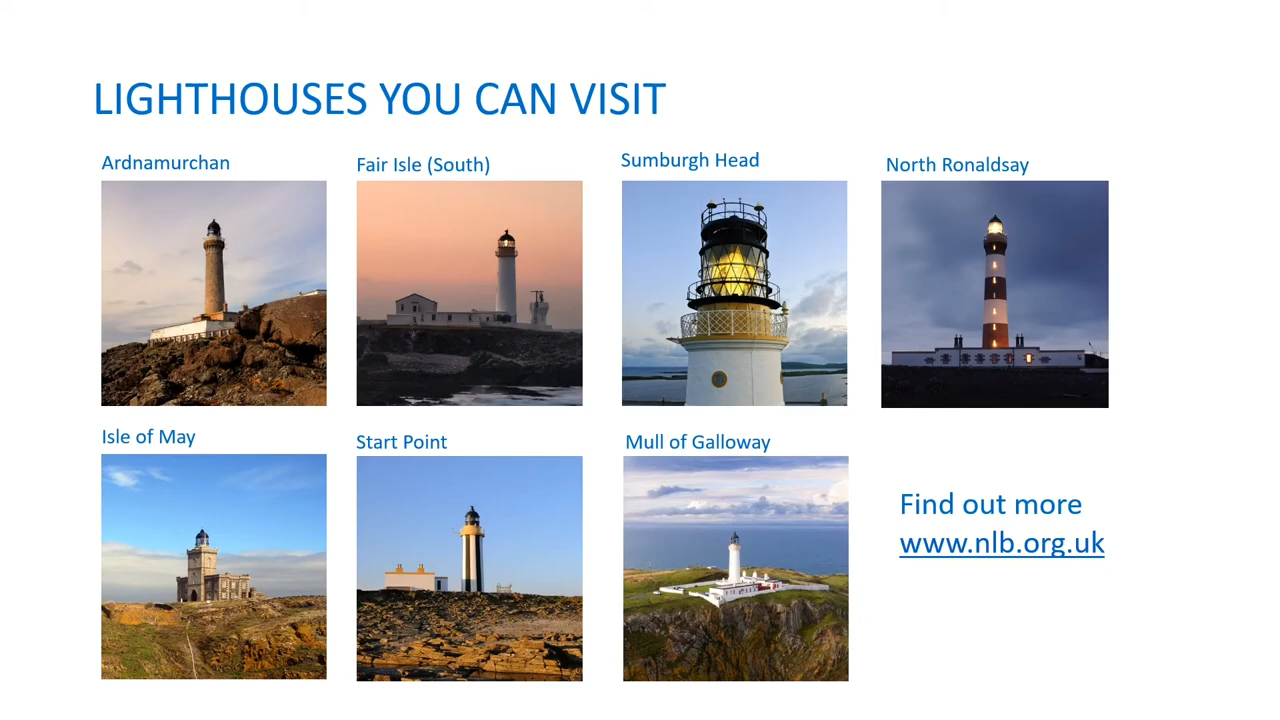 LIGHTHOUSES YOU CAN VISIT
Ardnamurchan
Fair Isle (South)
Sumburgh Head
North Ronaldsay
Isle of May
Start Point
Mull of Galloway
Find out more
www.nlb.org.uk